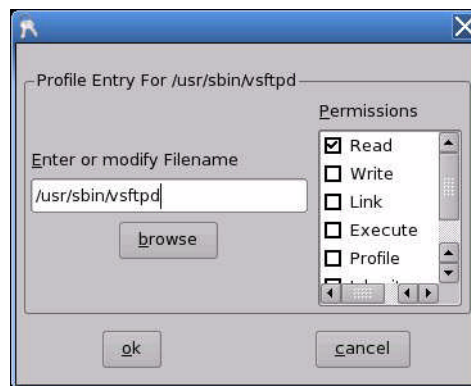 Profile Entry For /usr/sbin/vsftpd
Permissions
Read
Write
Link
Execute
Profile
Enter or modify Filename
/usr/sbin/vsftpd
browse
ok
cancel